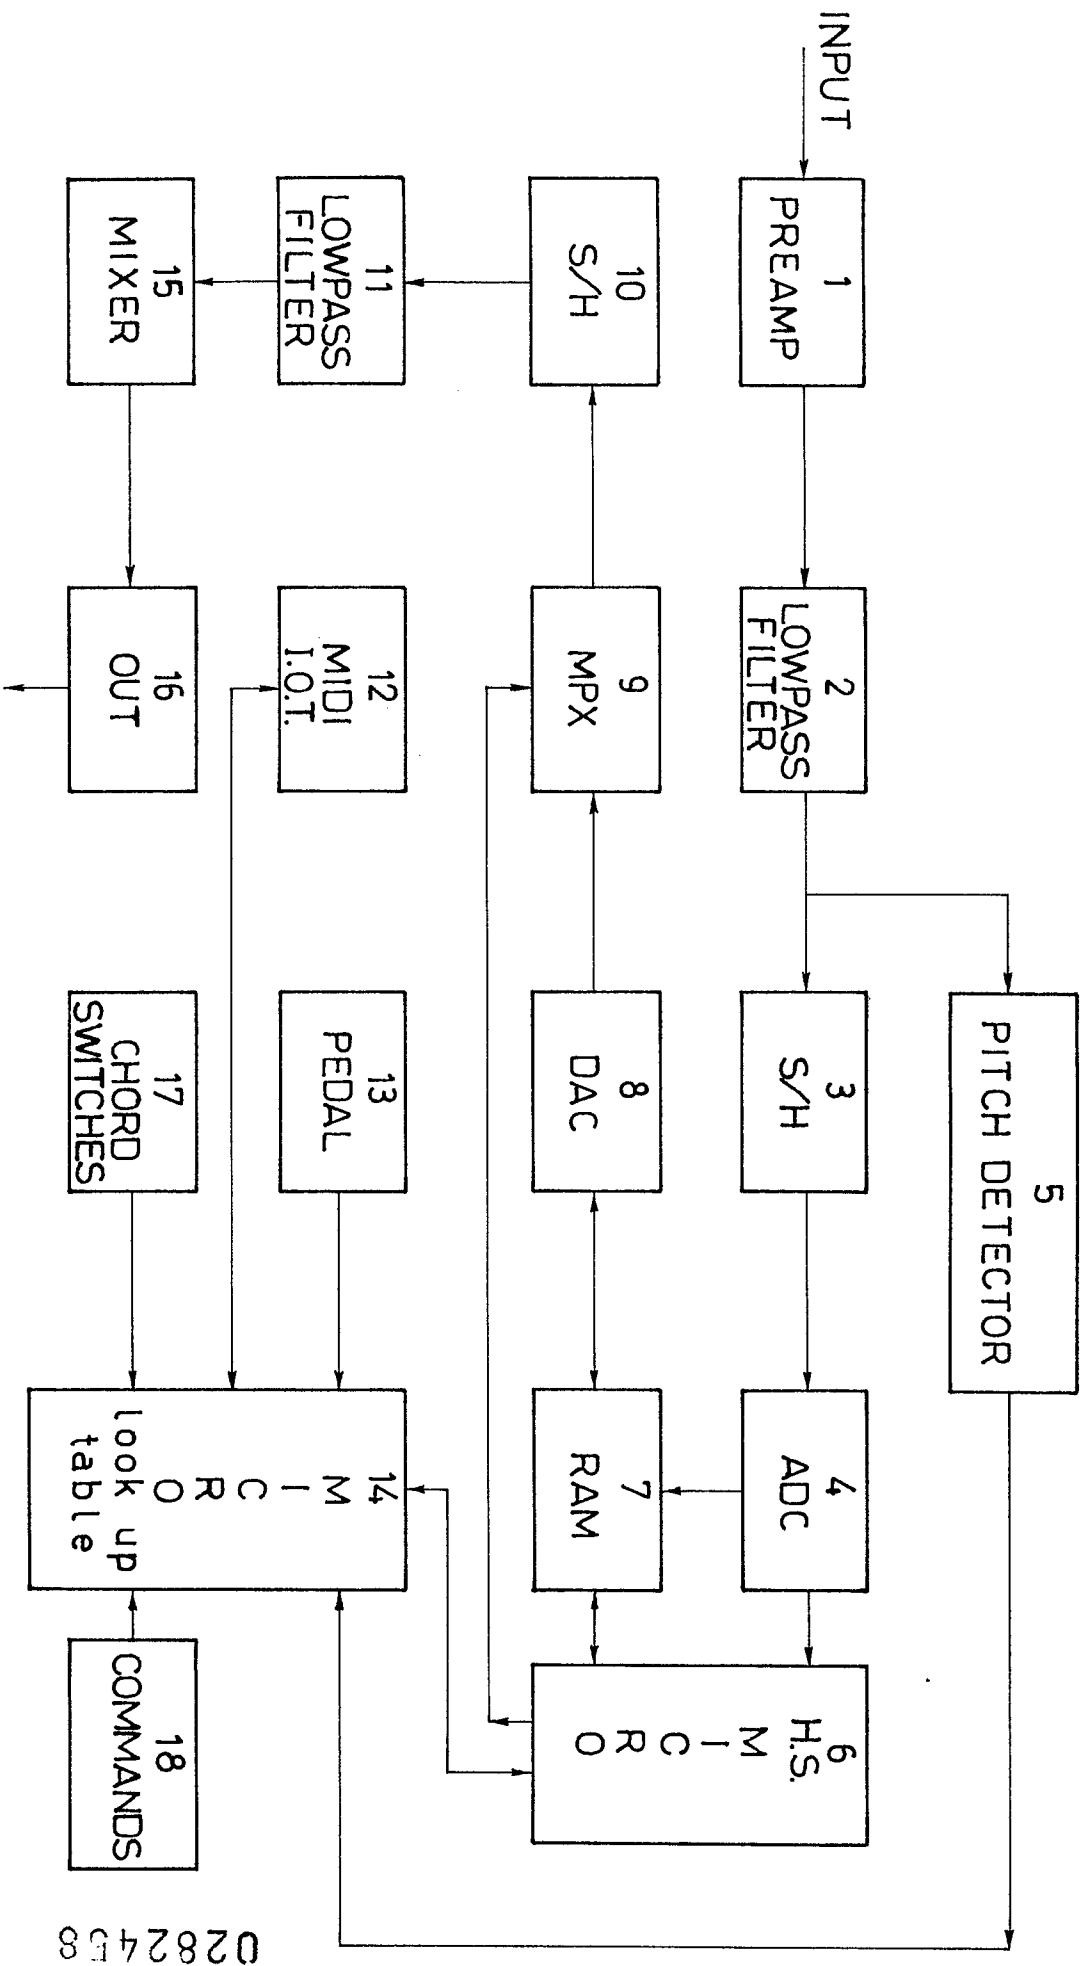 INPUT
1
PREAMP
2
LOWPASS
FILTER
3
S/H
4
ADC
5
PITCH DETECTOR
6
H.S.
MICRO
7
RAM
8
DAC
9
MPX
10
S/H
11
LOWPASS
FILTER
12
MIDI
I.O.T.
13
PEDAL
14
MICRO
look up
table
15
MIXER
16
OUT
17
CHORD
SWITCHES
18
COMMANDS
0282458